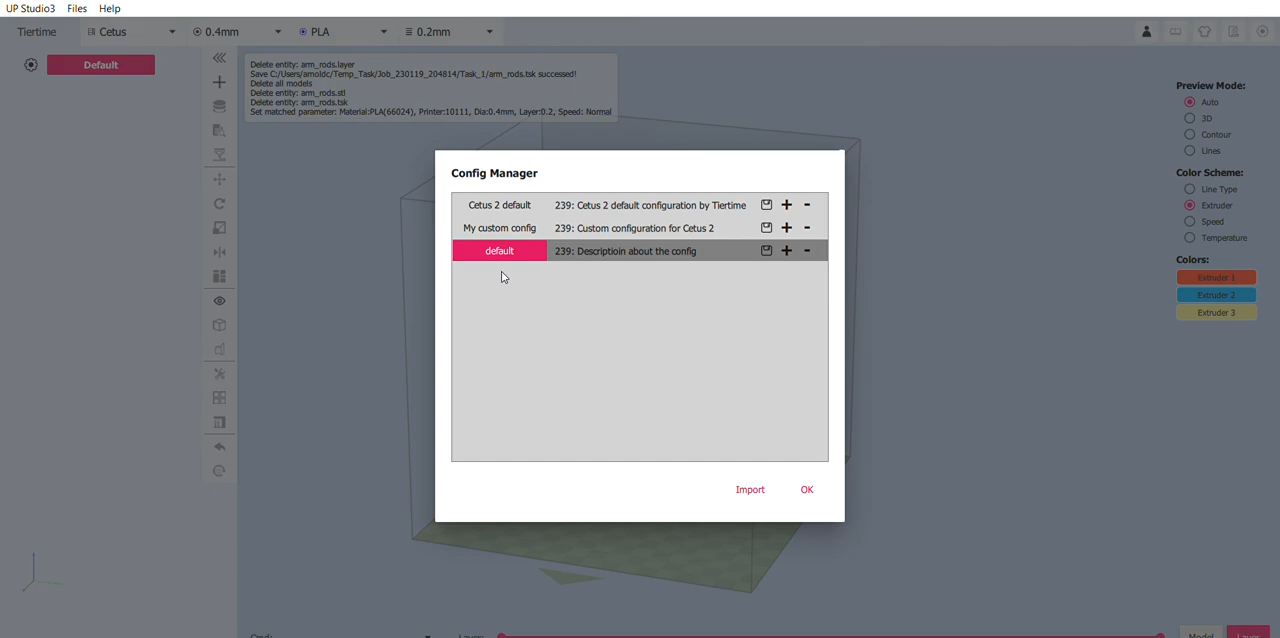 UP Studio3 Files Help
Tiertime Cetus 0.4mm PLA 0.2mm
Default
Delete entity: arm_rods.layer
Save C:/Users/arnoldc/Temp_Task/Job_230119_204814/Task_1/arm_rods.tsk successed!
Delete all models
Delete entity: arm_rods.stl
Delete entity: arm_rods.tsk
Set matched parameter: Material:PLA(66024), Printer:10111, Dia:0.4mm, Layer:0.2, Speed: Normal
Config Manager
Cetus 2 default 239: Cetus 2 default configuration by Tiertime + -
My custom config 239: Custom configuration for Cetus 2 + -
default 239: Descriptioin about the config + -
Import OK
Preview Mode:
Auto
3D
Contour
Lines
Color Scheme:
Line Type
Extruder
Speed
Temperature
Colors:
Extruder 1
Extruder 2
Extruder 3
Model Layer